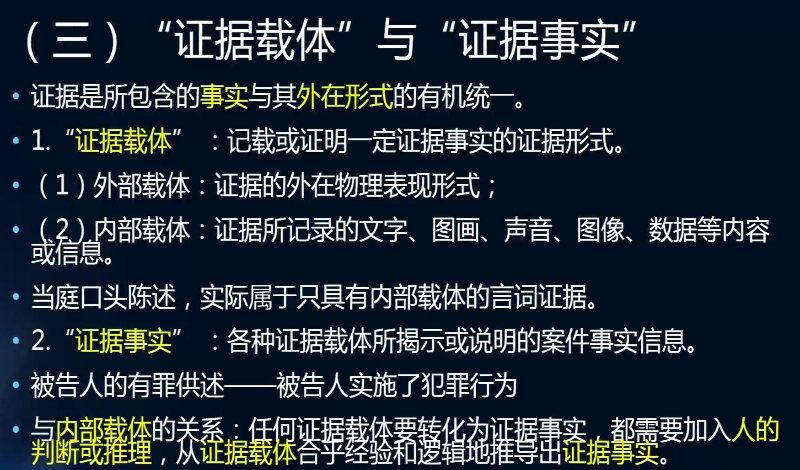 （三）“证据载体”与“证据事实”
• 证据是所包含的事实与其外在形式的有机统一。
• 1.“证据载体” ：记载或证明一定证据事实的证据形式。
• （1）外部载体：证据的外在物理表现形式；
• （2）内部载体：证据所记录的文字、图画、声音、图像、数据等内容
或信息。
• 当庭口头陈述，实际属于只具有内部载体的言词证据。
• 2.“证据事实” ：各种证据载体所揭示或说明的案件事实信息。
• 被告人的有罪供述——被告人实施了犯罪行为
• 与内部载体的关系：任何证据载体要转化为证据事实，都需要加入人的
判断或推理，从证据载体合乎经验和逻辑地推导出证据事实。